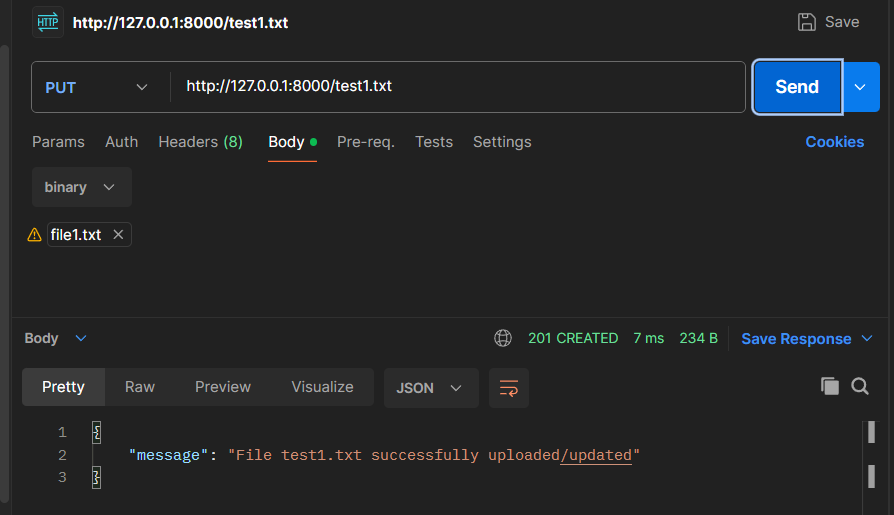 HTTP http://127.0.0.1:8000/test1.txt Save
PUT http://127.0.0.1:8000/test1.txt Send
Params Auth Headers (8) Body Pre-req. Tests Settings Cookies
binary
file1.txt
Body 201 CREATED 7 ms 234 B Save Response
Pretty Raw Preview Visualize JSON
1 {
2 "message": "File test1.txt successfully uploaded/updated"
3 }